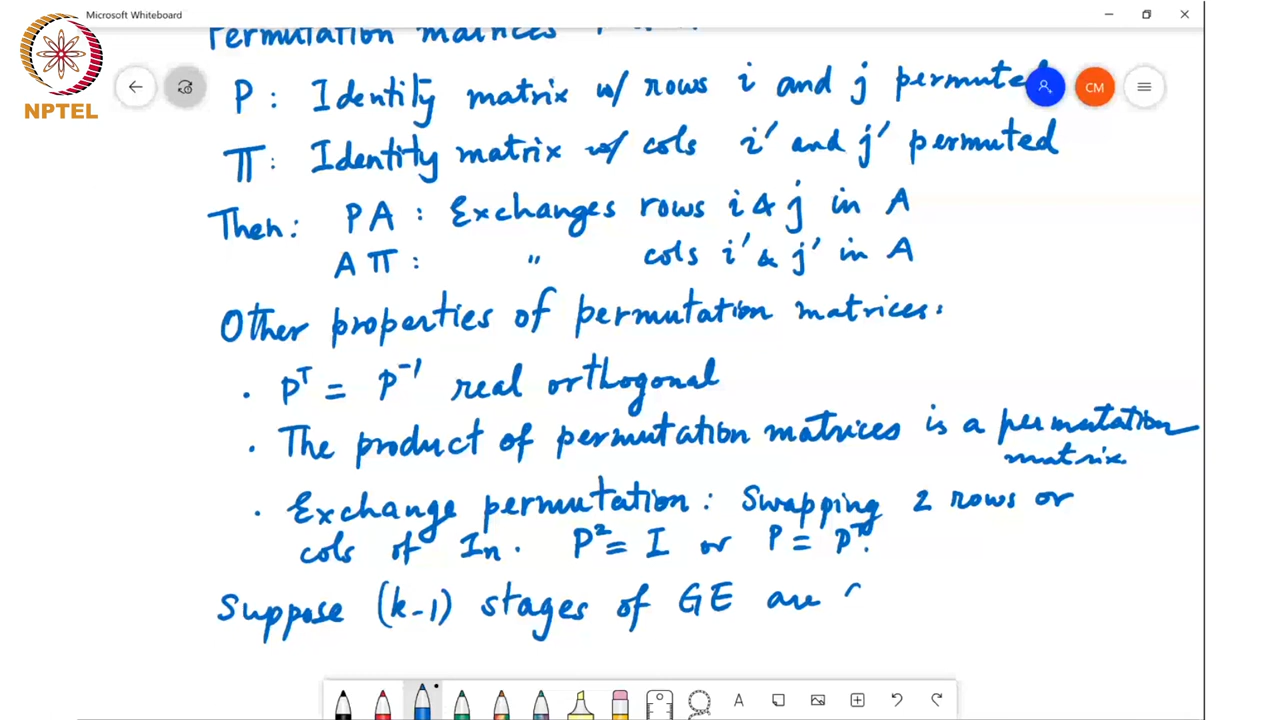 Microsoft Whiteboard
Permutation matrices
NPTEL
CM
P : Identity matrix w/ rows i and j permuted
Π : Identity matrix w/ cols i' and j' permuted
Then: PA : Exchanges rows i & j in A
AΠ : " cols i' & j' in A
Other properties of permutation matrices:
• Pᵀ = P⁻¹ real orthogonal
• The product of permutation matrices is a permutation
matrix.
• Exchange permutation : Swapping 2 rows or
cols of In. P² = I or P = Pᵀ.
Suppose (k-1) stages of GE are
A